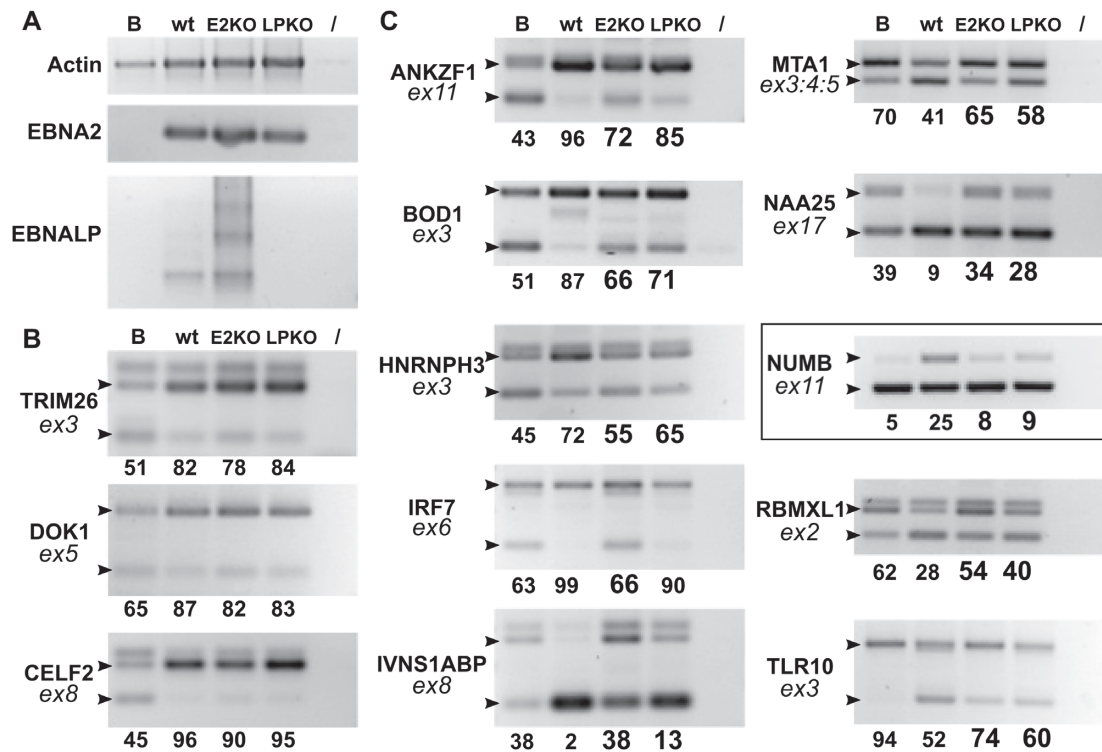 A
B wt E2KO LPKO /
Actin
EBNA2
EBNALP
B
B wt E2KO LPKO /
TRIM26
ex3
51 82 78 84
DOK1
ex5
65 87 82 83
CELF2
ex8
45 96 90 95
C
B wt E2KO LPKO /
ANKZF1
ex11
43 96 72 85
BOD1
ex3
51 87 66 71
HNRNPH3
ex3
45 72 55 65
IRF7
ex6
63 99 66 90
IVNS1ABP
ex8
38 2 38 13
B wt E2KO LPKO /
MTA1
ex3:4:5
70 41 65 58
NAA25
ex17
39 9 34 28
NUMB
ex11
5 25 8 9
RBMXL1
ex2
62 28 54 40
TLR10
ex3
94 52 74 60